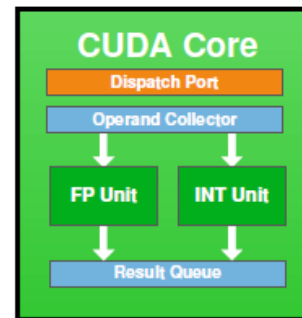 CUDA Core
Dispatch Port
Operand Collector
FP Unit
INT Unit
Result Queue